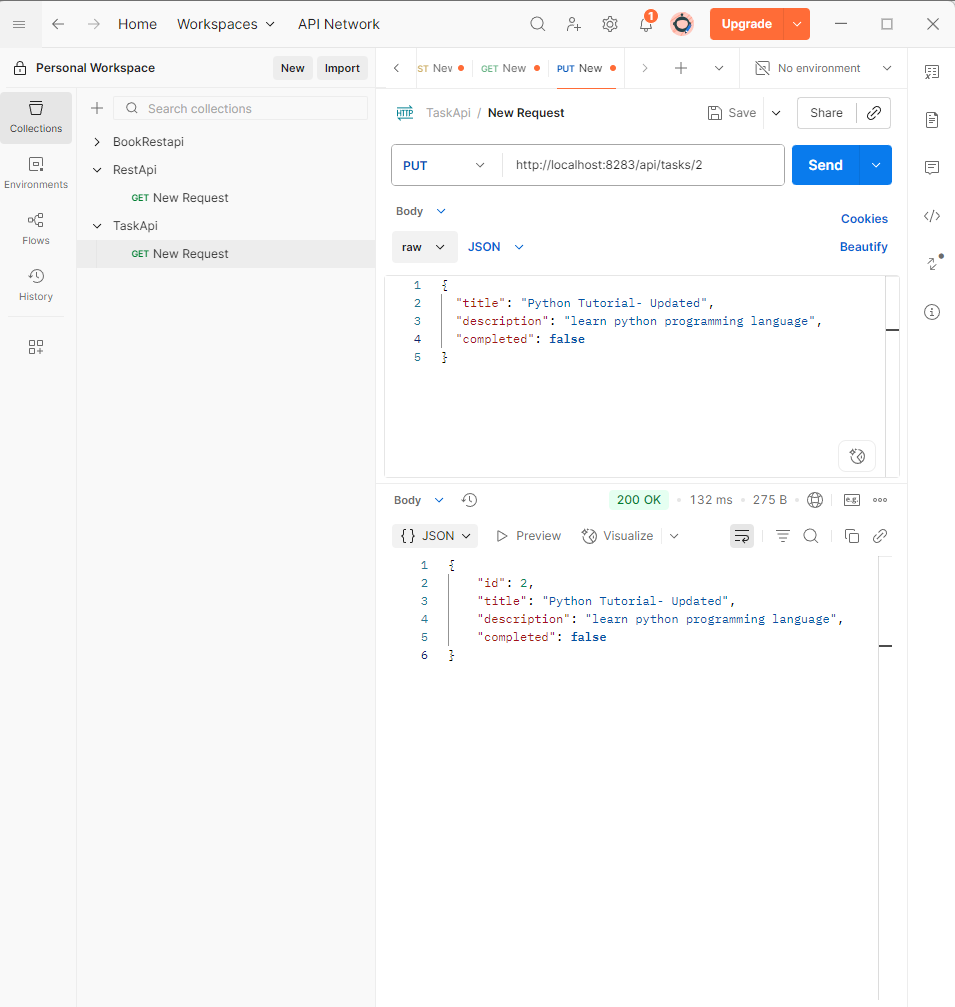 Home Workspaces API Network 1 Upgrade
Personal Workspace New Import
ST New GET New PUT New No environment
Collections
Environments
Flows
History
Search collections
BookRestapi
RestApi
GET New Request
TaskApi
GET New Request
HTTP TaskApi / New Request Save Share
PUT http://localhost:8283/api/tasks/2 Send
Body Cookies
raw JSON Beautify
1 {
2 "title": "Python Tutorial- Updated",
3 "description": "learn python programming language",
4 "completed": false
5 }
Body 200 OK • 132 ms • 275 B e.g.
{} JSON Preview Visualize
1 {
2 "id": 2,
3 "title": "Python Tutorial- Updated",
4 "description": "learn python programming language",
5 "completed": false
6 }